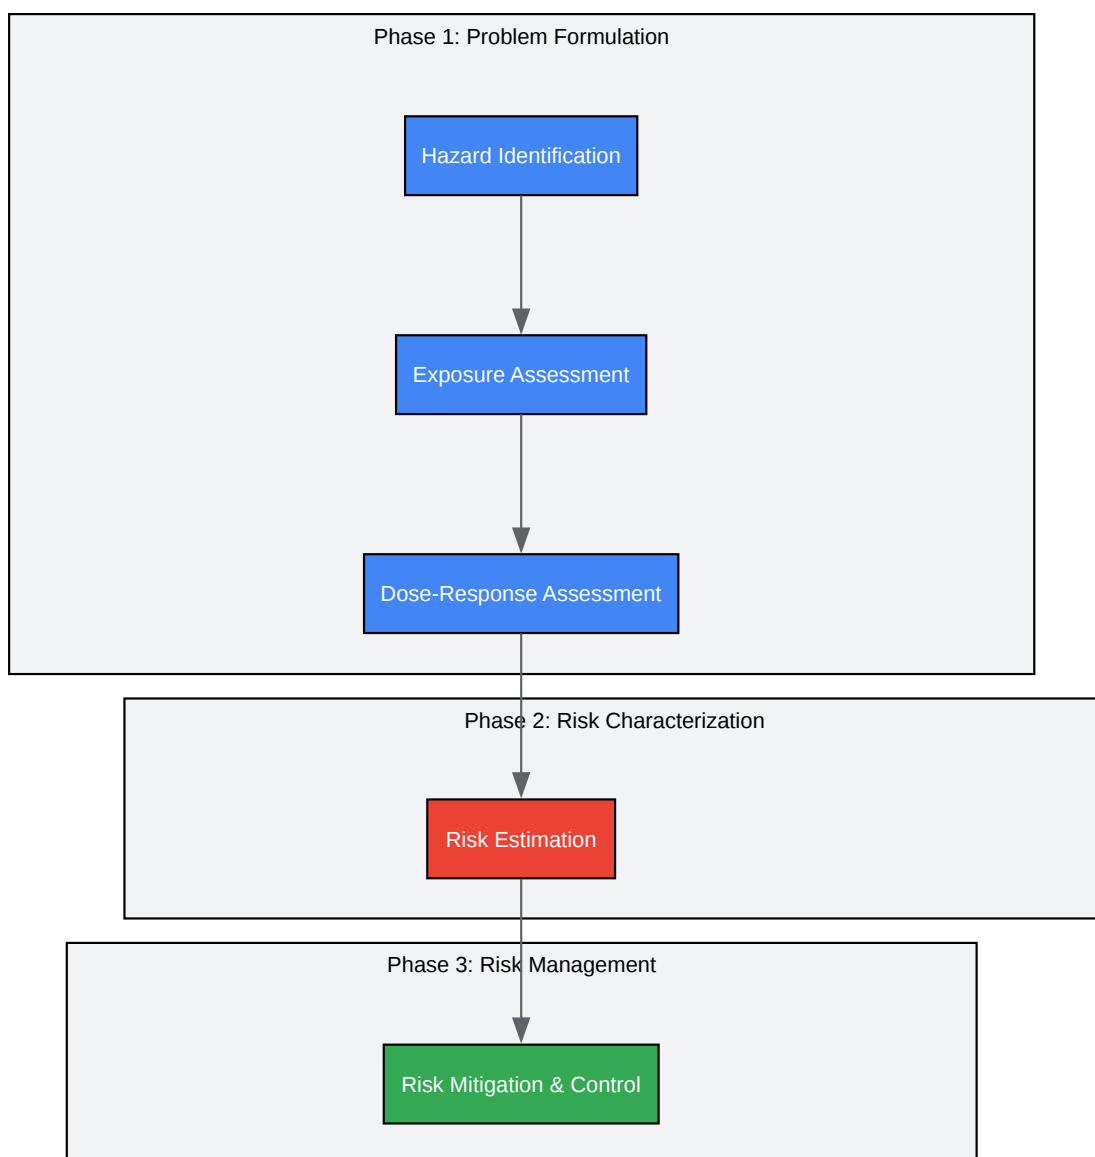 Phase 1: Problem Formulation
Hazard Identification
Exposure Assessment
Dose-Response Assessment
Phase 2: Risk Characterization
Risk Estimation
Phase 3: Risk Management
Risk Mitigation & Control